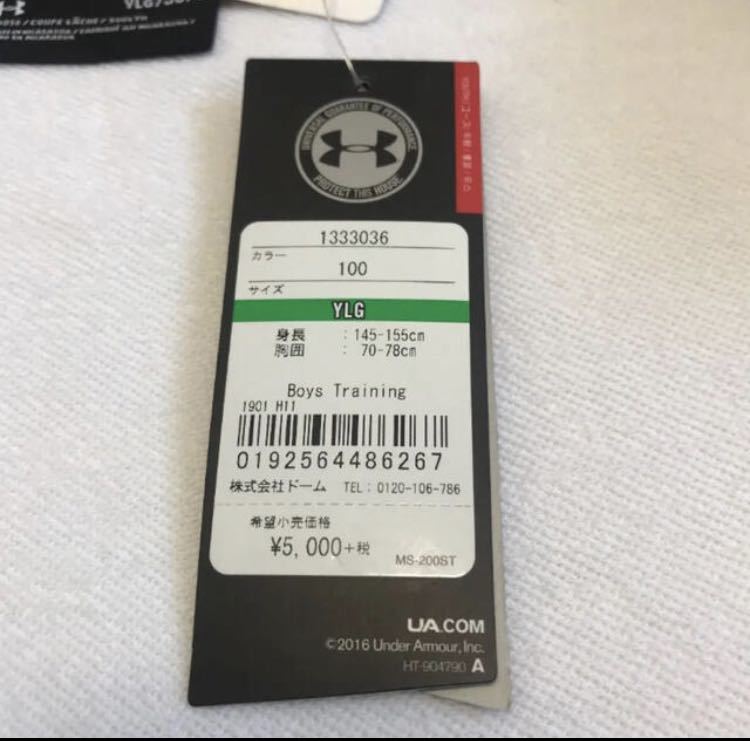 UNIVERSAL GUARANTEE OF PERFORMANCE
PROTECT THIS HOUSE
1333036
カラー
100
サイズ
YLG
身長 : 145-155cm
胸囲 : 70-78cm
Boys Training
1901 H11
0192564486267
株式会社ドーム TEL: 0120-106-786
希望小売価格
¥5,000+税
MS-200ST
UA.COM
©2016 Under Armour, Inc.
HT-904790 A